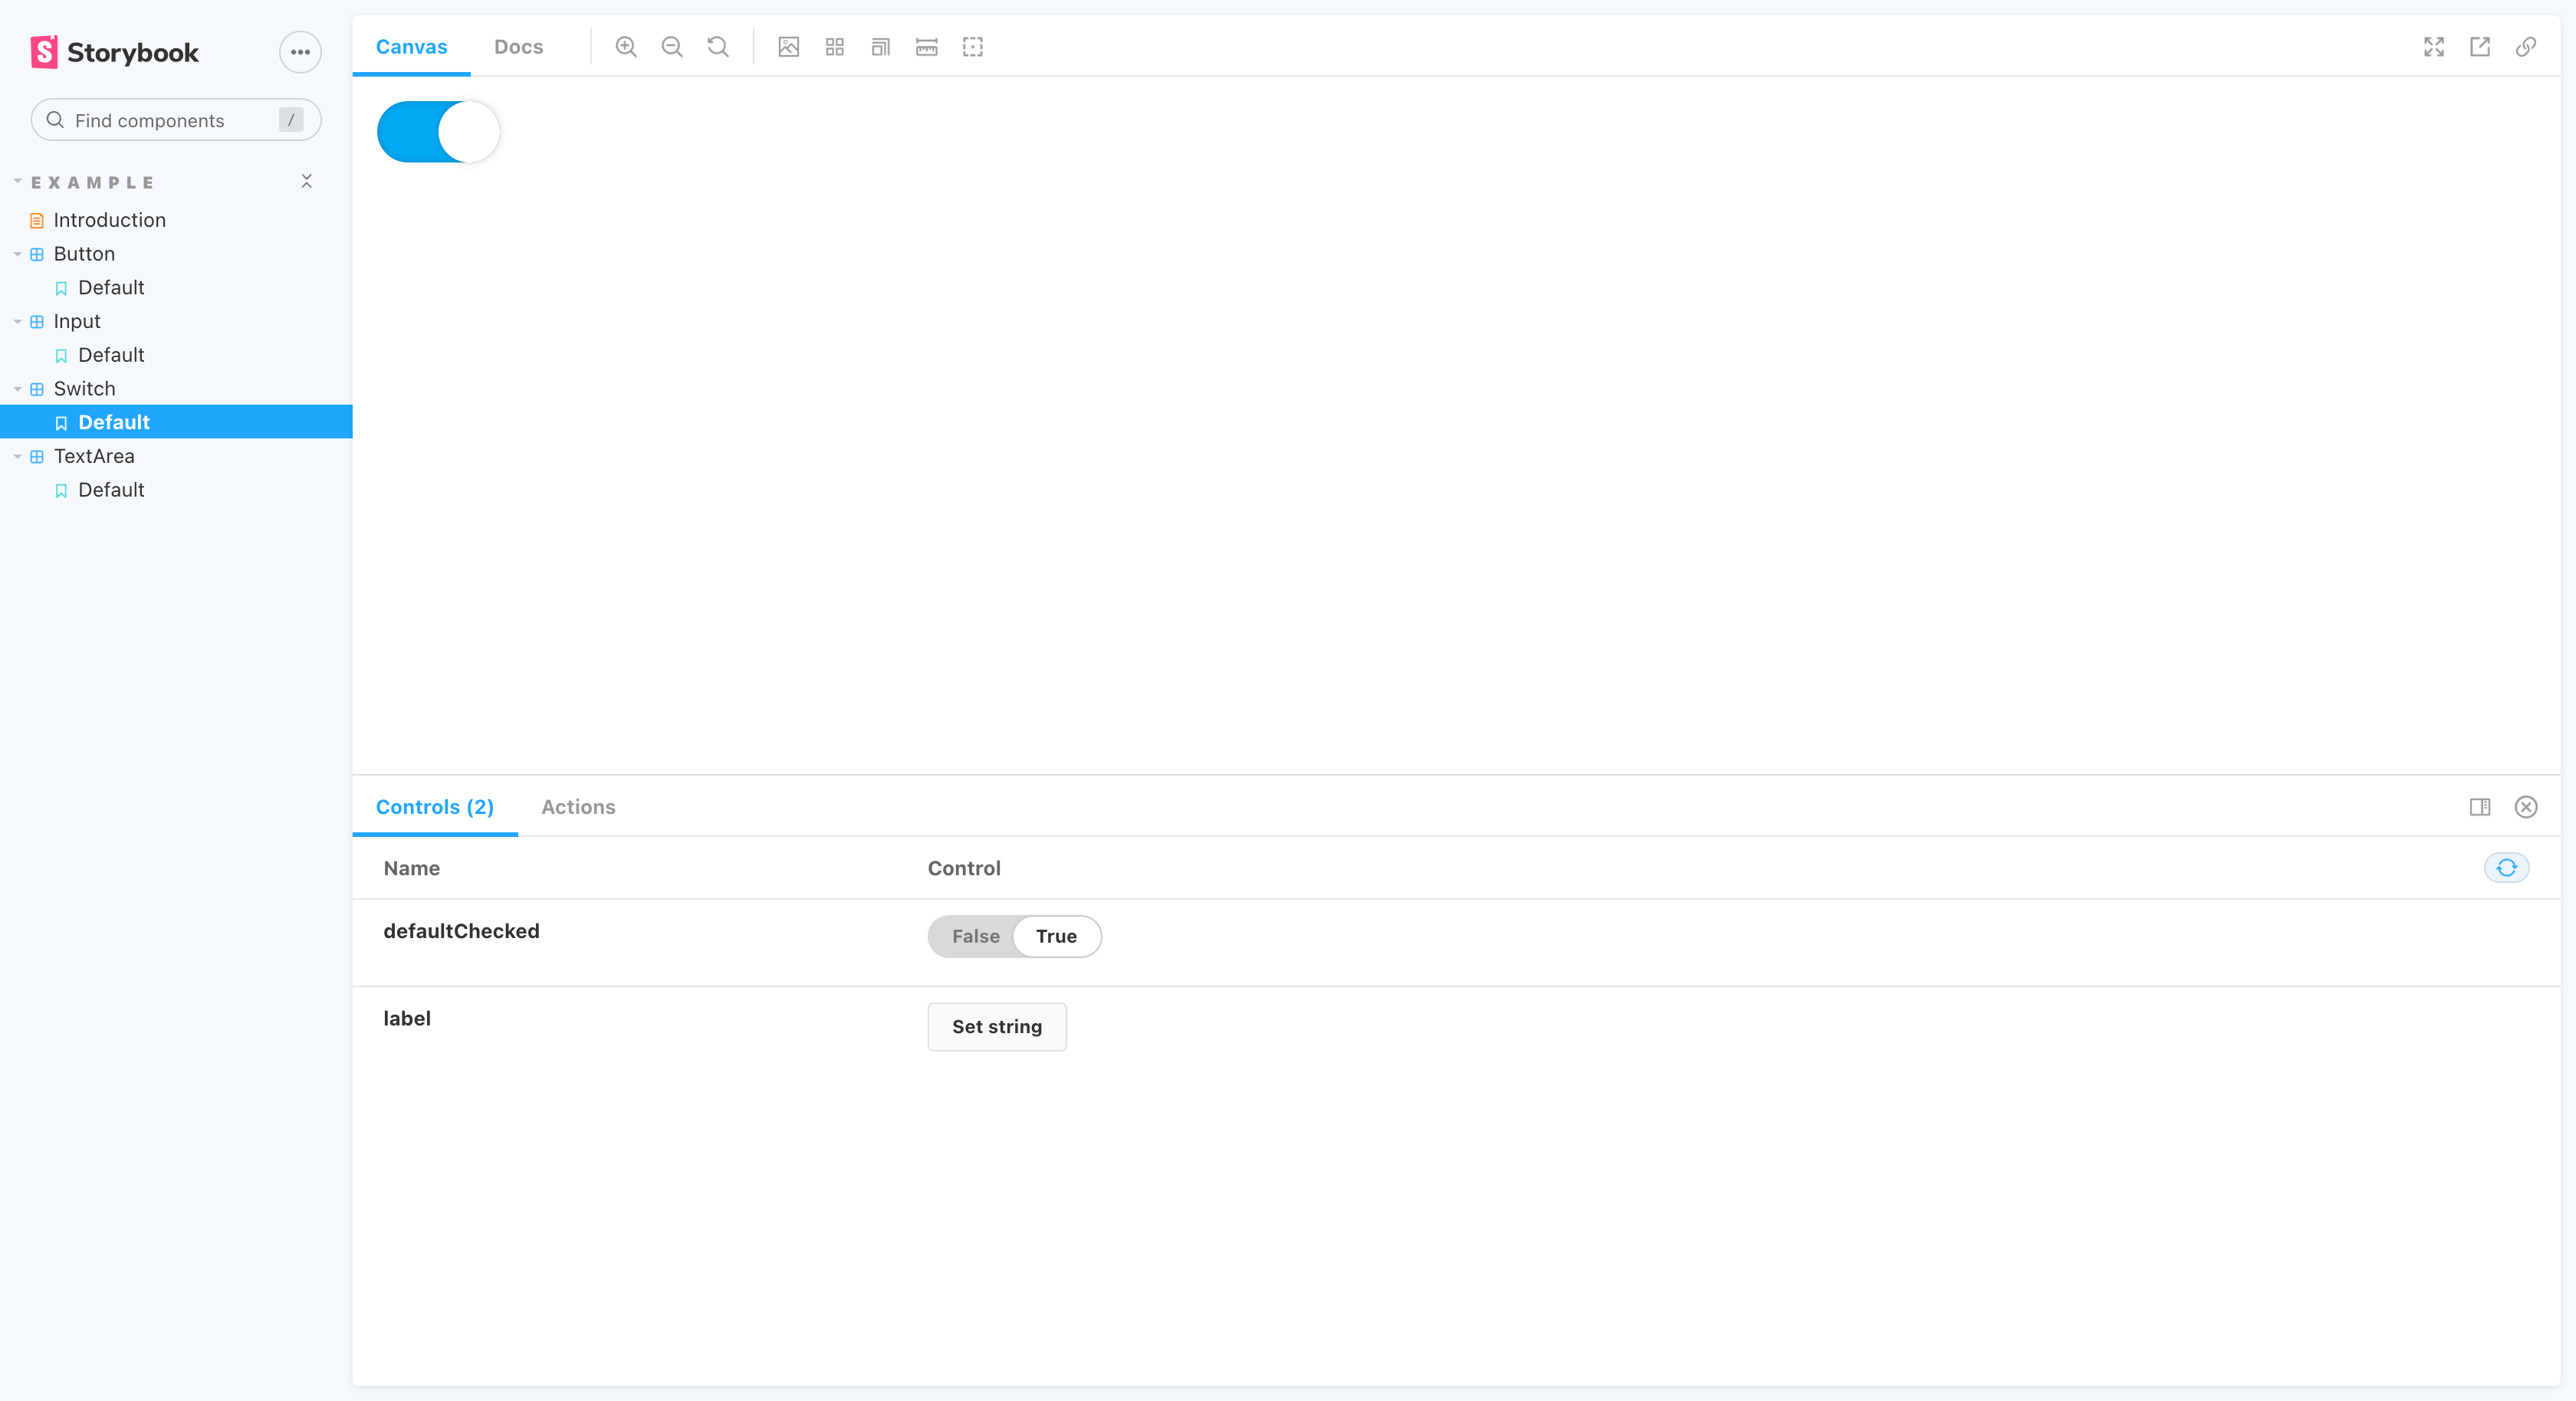 Storybook
Find components /
EXAMPLE
Introduction
Button
Default
Input
Default
Switch
Default
TextArea
Default
Canvas Docs
Controls (2) Actions
Name Control
defaultChecked False True
label Set string